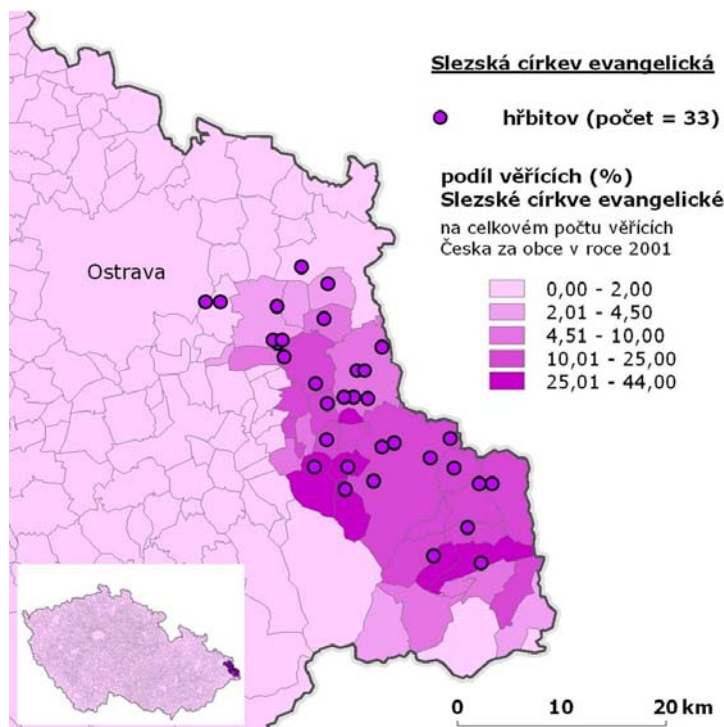 Slezská církev evangelická
hřbitov (počet = 33)
podíl věřících (%)
Slezské církve evangelické
na celkovém počtu věřících
Česka za obce v roce 2001
Ostrava
0,00 - 2,00
2,01 - 4,50
4,51 - 10,00
10,01 - 25,00
25,01 - 44,00
0 10 20 km